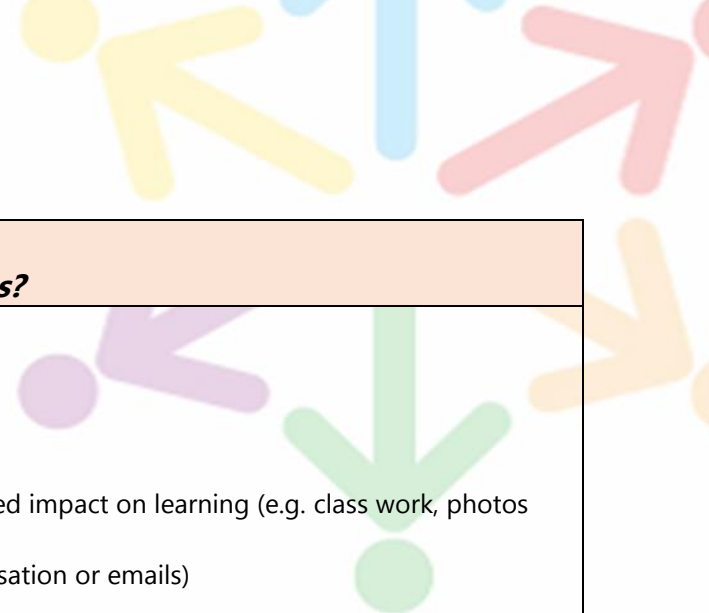 s?
ed impact on learning (e.g. class work, photos
sation or emails)